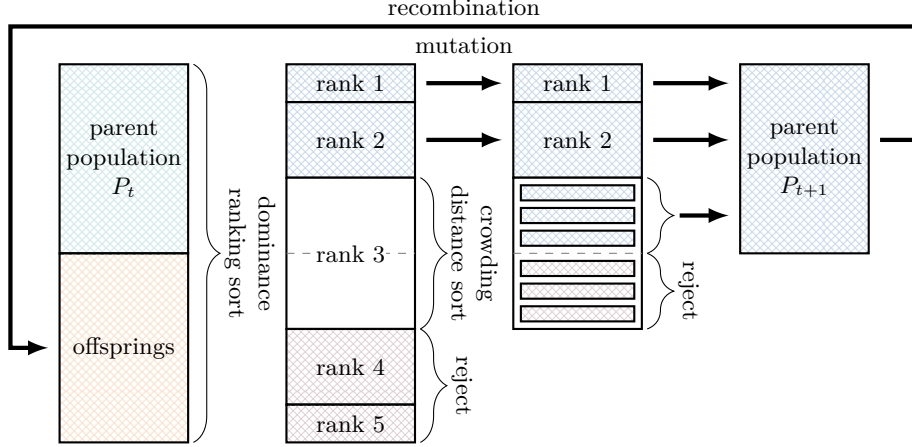 recombination
mutation
parent
population
P_t
offsprings
dominance
ranking sort
rank 1
rank 2
rank 3
rank 4
rank 5
crowding
distance sort
reject
rank 1
rank 2
reject
parent
population
P_{t+1}